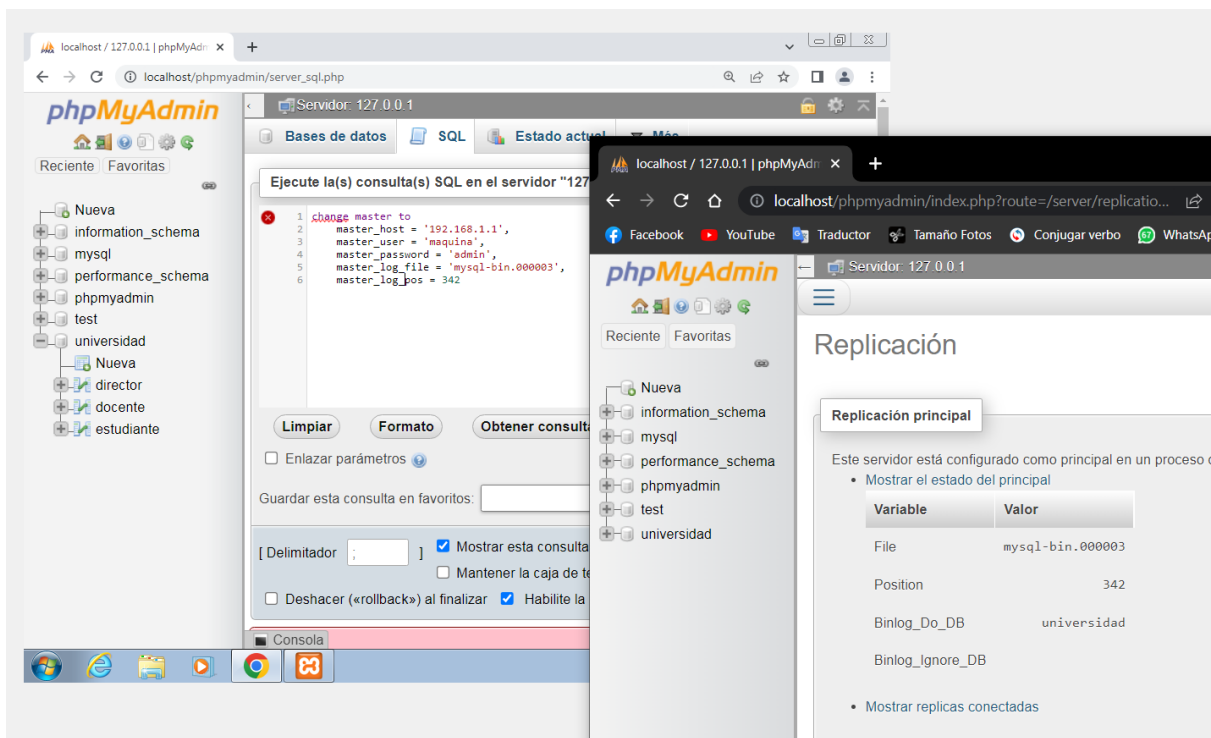 localhost / 127.0.0.1 | phpMyAdn
localhost/phpmyadmin/server_sql.php
phpMyAdmin
Reciente Favoritas
Nueva
information_schema
mysql
performance_schema
phpmyadmin
test
universidad
Nueva
director
docente
estudiante
Servidor: 127.0.0.1
Bases de datos SQL Estado actual Más
Ejecute la(s) consulta(s) SQL en el servidor "127
1 change master to
2 master_host = '192.168.1.1',
3 master_user = 'maquina',
4 master_password = 'admin',
5 master_log_file = 'mysql-bin.000003',
6 master_log_pos = 342
Limpiar Formato Obtener consulta
Enlazar parámetros
Guardar esta consulta en favoritos:
[ Delimitador ; ] Mostrar esta consulta
Mantener la caja de te
Deshacer («rollback») al finalizar Habilite la
Consola
localhost / 127.0.0.1 | phpMyAdn
localhost/phpmyadmin/index.php?route=/server/replicatio...
Facebook YouTube Traductor Tamaño Fotos Conjugar verbo 67 WhatsAp
phpMyAdmin
Reciente Favoritas
Nueva
information_schema
mysql
performance_schema
phpmyadmin
test
universidad
Servidor: 127.0.0.1
Replicación
Replicación principal
Este servidor está configurado como principal en un proceso
Mostrar el estado del principal
Variable Valor
File mysql-bin.000003
Position 342
Binlog_Do_DB universidad
Binlog_Ignore_DB
Mostrar replicas conectadas